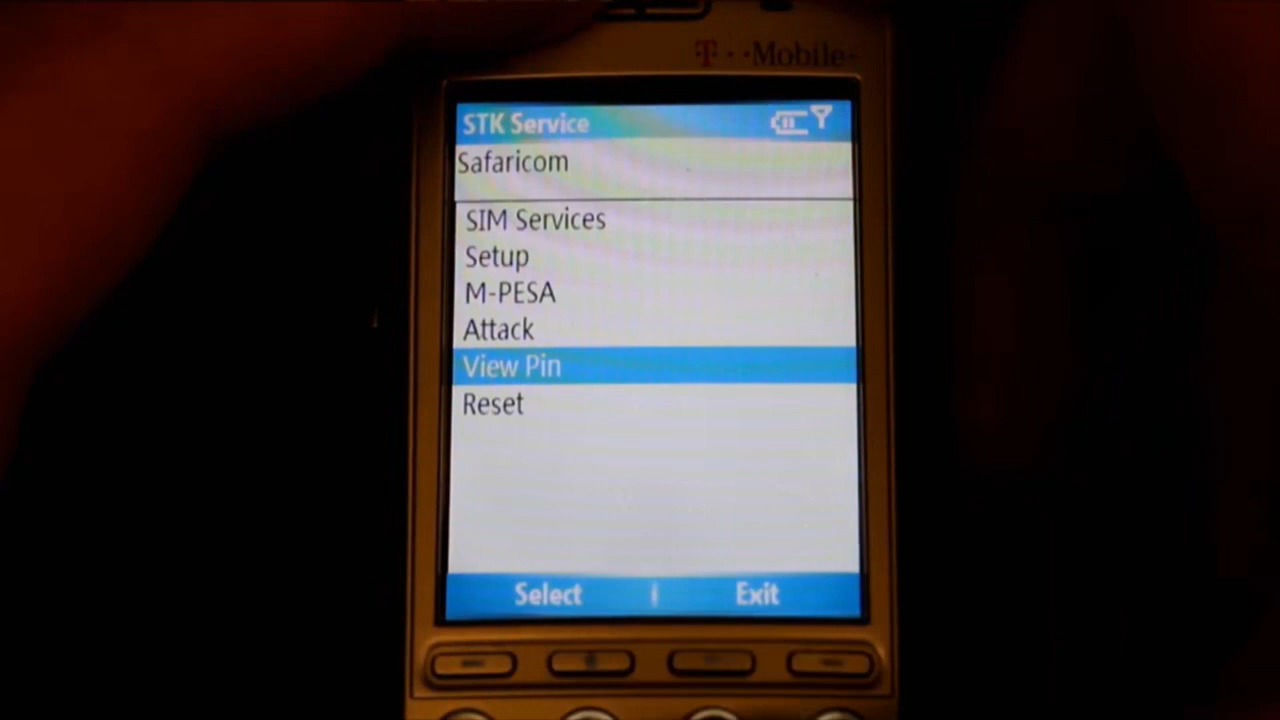 T··Mobile·
STK Service
Safaricom
SIM Services
Setup
M-PESA
Attack
View Pin
Reset
Select
Exit